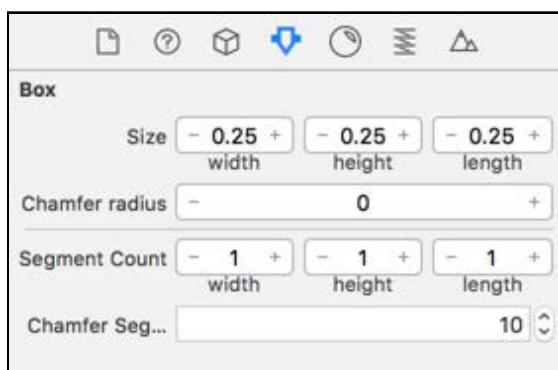 Box
Size − 0.25 + − 0.25 + − 0.25 +
width height length
Chamfer radius − 0 +
Segment Count − 1 + − 1 + − 1 +
width height length
Chamfer Seg... 10